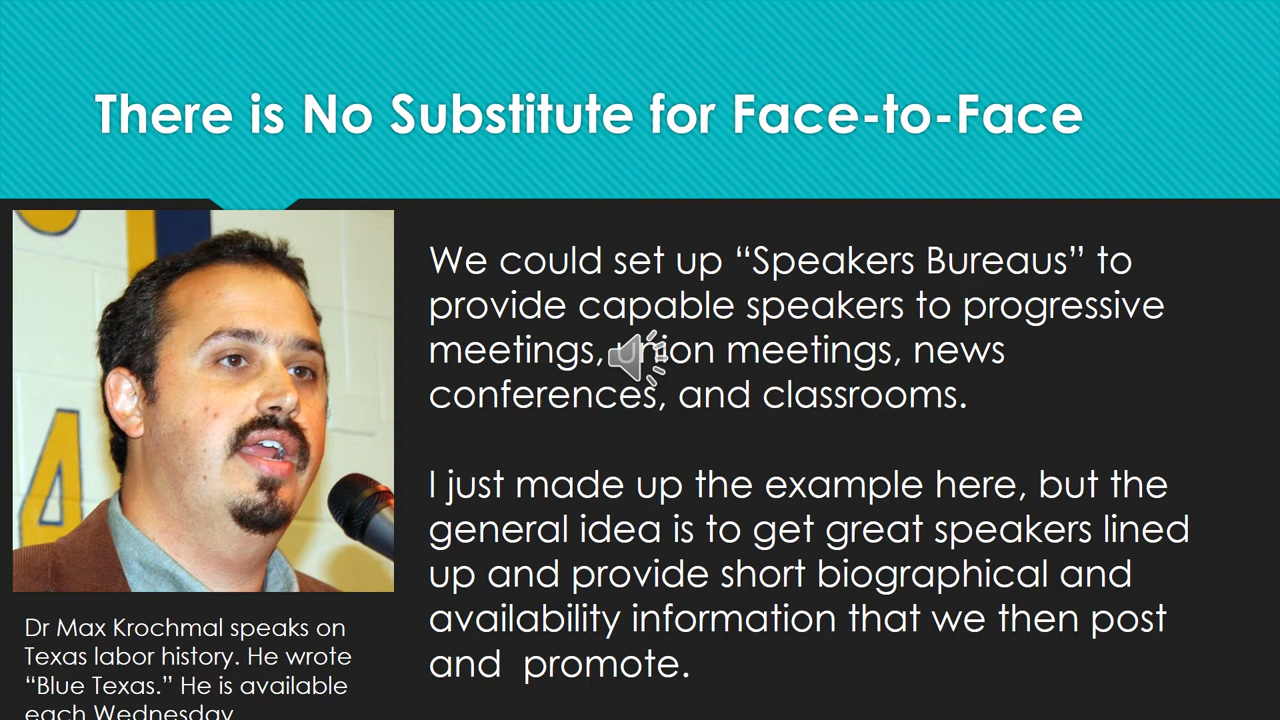 There is No Substitute for Face-to-Face
We could set up “Speakers Bureaus” to
provide capable speakers to progressive
meetings, union meetings, news
conferences, and classrooms.
I just made up the example here, but the
general idea is to get great speakers lined
up and provide short biographical and
availability information that we then post
and  promote.
4
Dr Max Krochmal speaks on
Texas labor history. He wrote
“Blue Texas.” He is available
each Wednesday